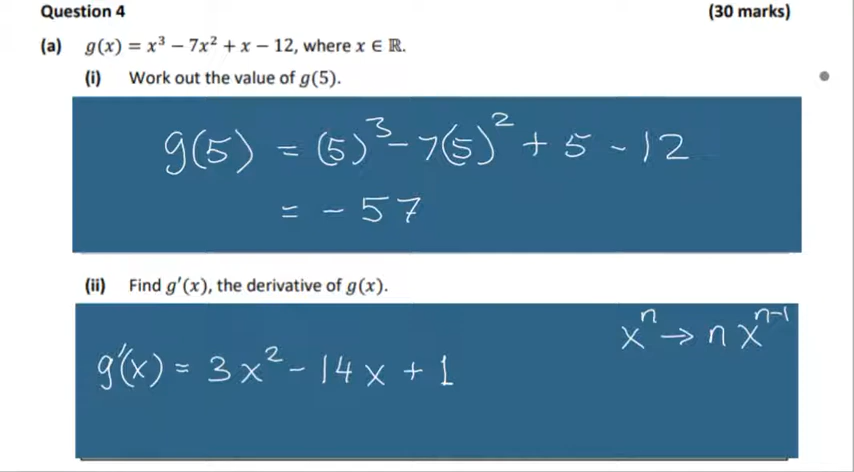 Question 4 (30 marks)
(a) g(x) = x³ − 7x² + x − 12, where x ∈ ℝ.
(i) Work out the value of g(5).
g(5) = (5)³ − 7(5)² + 5 − 12
= − 57
(ii) Find g′(x), the derivative of g(x).
xⁿ → n xⁿ⁻¹
g′(x) = 3x² − 14x + 1